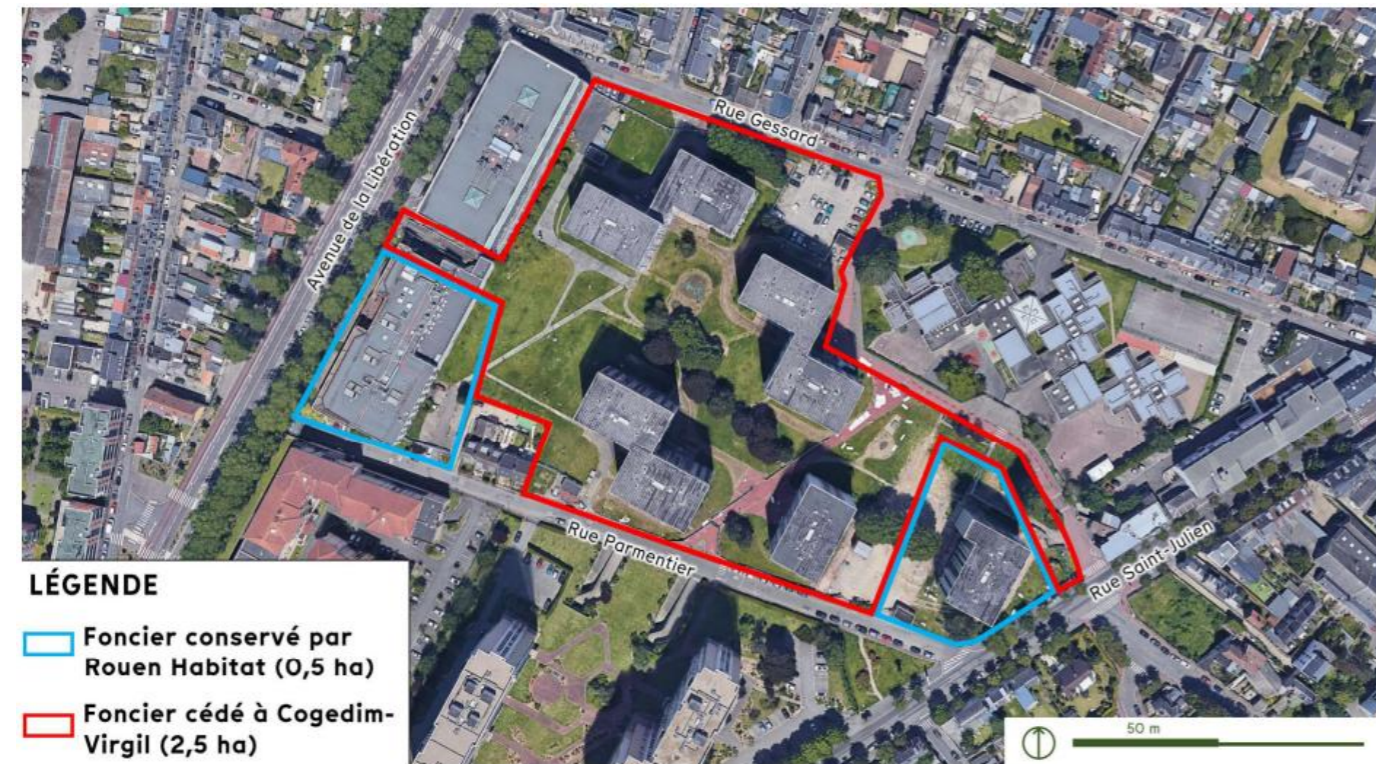 Rue Gessard
Avenue de la Libération
Rue Parmentier
Rue Saint-Julien
LÉGENDE
Foncier conservé par
Rouen Habitat (0,5 ha)
Foncier cédé à Cogedim-
Virgil (2,5 ha)
50 m